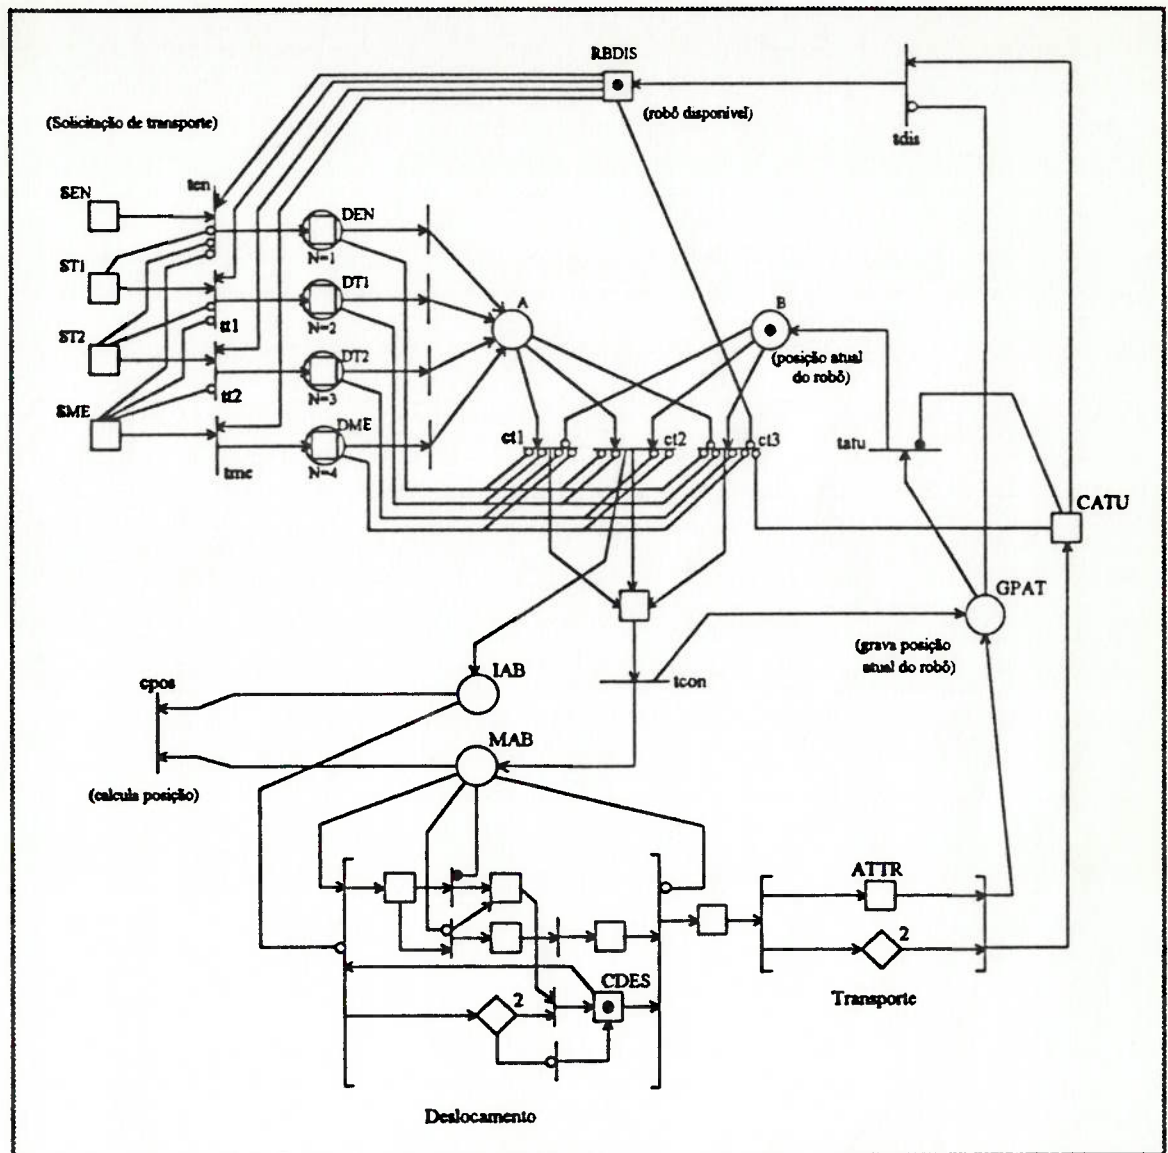 RBDIS
(robô disponível)
(Solicitação de transporte)
tdis
SEN
ten
DEN
N=1
ST1
DT1
tt1
N=2
A
B
ST2
DT2
(posição atual
do robô)
tt2
N=3
SME
DME
ct1
ct2
ct3
tatu
tme
N=4
CATU
GPAT
(grava posição
atual do robô)
IAB
tcon
cpos
MAB
(calcula posição)
ATTR
2
CDES
2
Transporte
Deslocamento